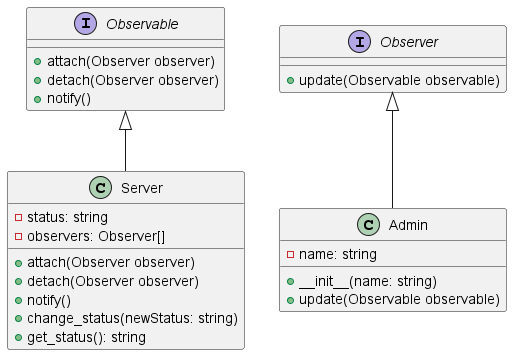 I Observable
attach(Observer observer)
detach(Observer observer)
notify()
I Observer
update(Observable observable)
C Server
status: string
observers: Observer[]
attach(Observer observer)
detach(Observer observer)
notify()
change_status(newStatus: string)
get_status(): string
C Admin
name: string
__init__(name: string)
update(Observable observable)